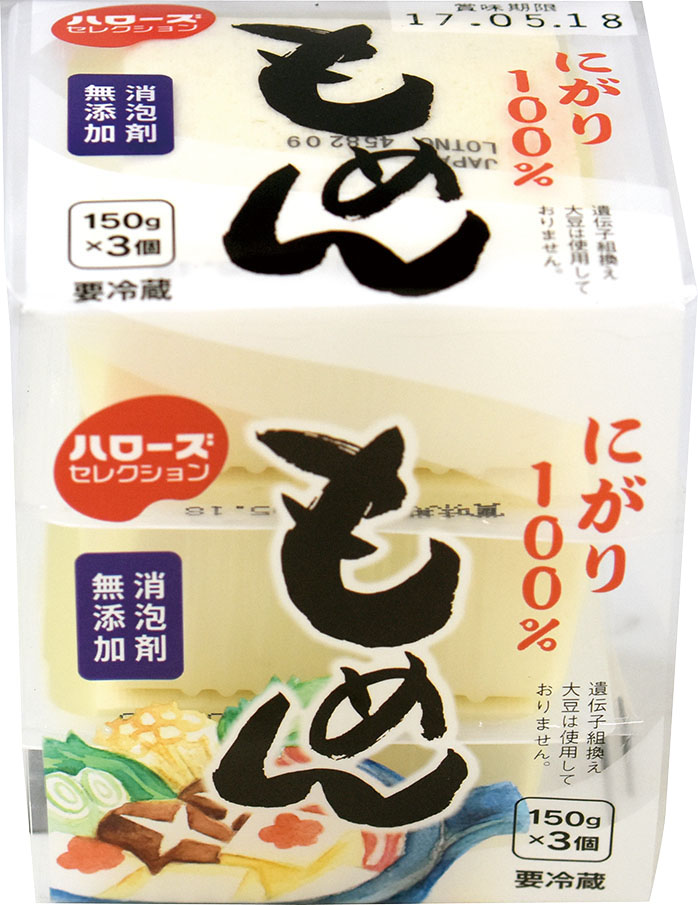 ハローズ
セレクション
賞味期限
17.05.18
にがり
100%
もめん
消泡剤
無添加
LOTNO 458209
150g
×3個
要冷蔵
遺伝子組換え
大豆は使用して
おりません。
ハローズ
セレクション
にがり
100%
もめん
消泡剤
無添加
遺伝子組換え
大豆は使用して
おりません。
150g
×3個
要冷蔵